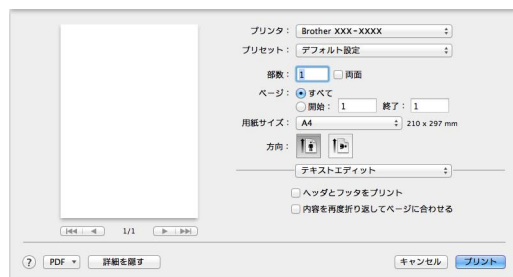 プリンタ： Brother XXX-XXXX
プリセット： デフォルト設定
部数： 1 両面
ページ： すべて
開始： 1 終了： 1
用紙サイズ： A4 210 x 297 mm
方向：
テキストエディット
ヘッダとフッタをプリント
内容を再度折り返してページに合わせる
1/1
? PDF 詳細を隠す キャンセル プリント